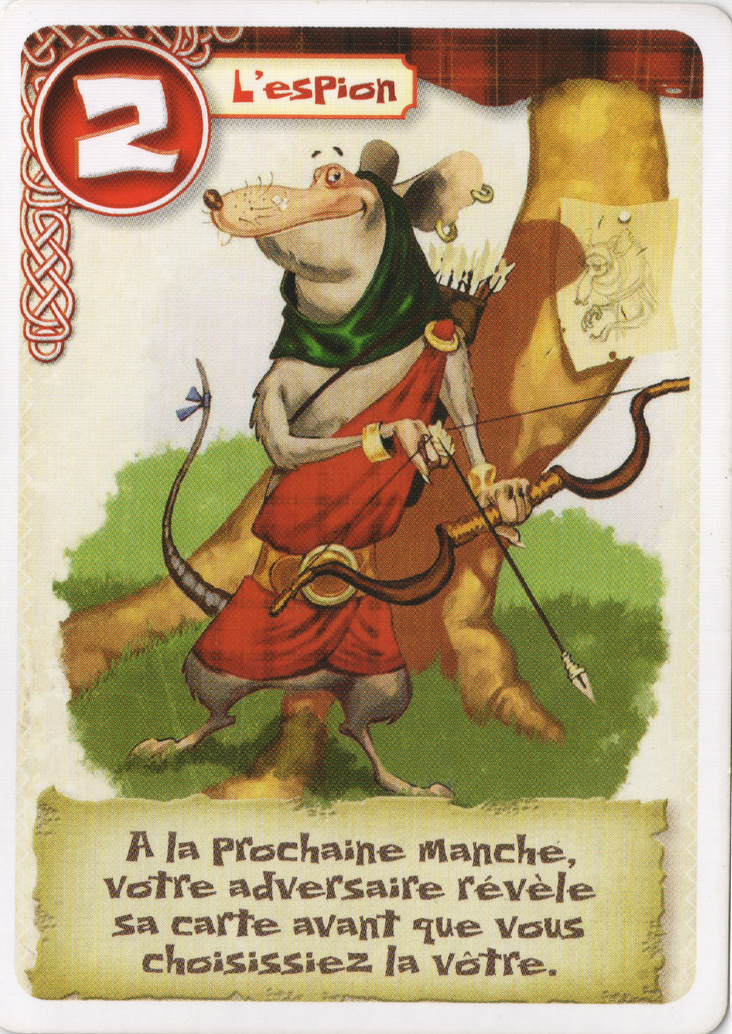 2
L'espion
A la prochaine manche,
votre adversaire révèle
sa carte avant que vous
choisissiez la vôtre.